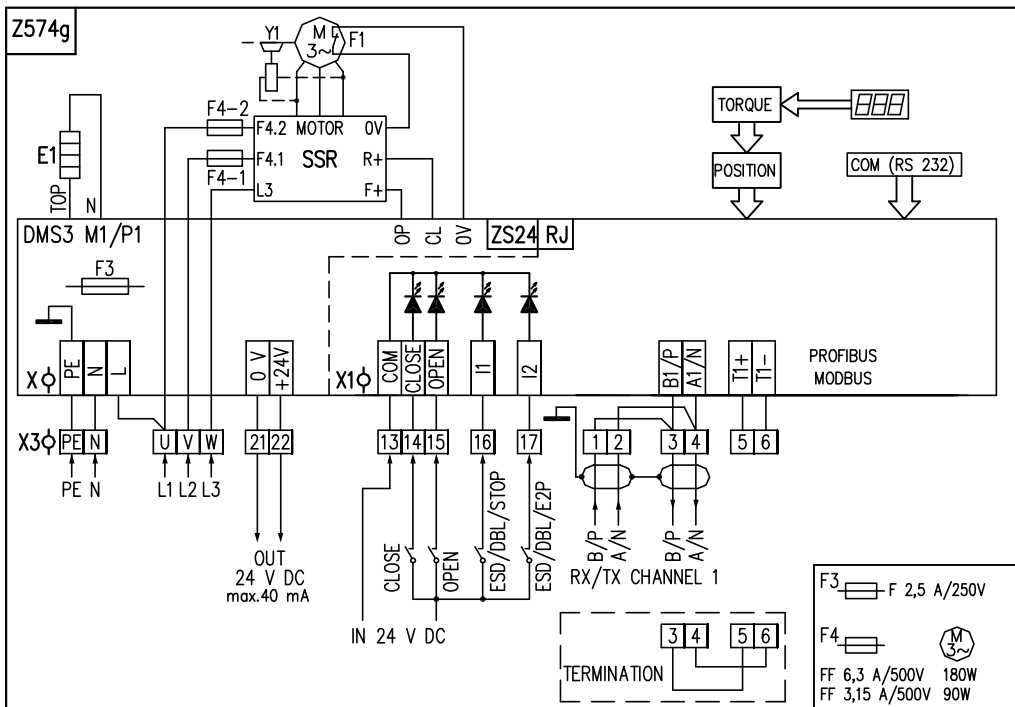 Z574g
Y1
M
3~
F1
F4-2
F4.2 MOTOR 0V
SSR
F4.1 R+
F4-1
L3 F+
E1
TOP N
TORQUE
POSITION
COM (RS 232)
DMS3 M1/P1
OP CL 0V
ZS24 RJ
F3
PE N L
0 V +24V
COM CLOSE OPEN I1 I2
B1/P A1/N
T1+ T1-
PROFIBUS
MODBUS
X
X1
X3
PE N U V W 21 22 13 14 15 16 17 1 2 3 4 5 6
PE N L1 L2 L3
OUT
24 V DC
max.40 mA
CLOSE
OPEN
ESD/DBL/STOP
ESD/DBL/E2P
B/P A/N B/P A/N
RX/TX CHANNEL 1
IN 24 V DC
3 4 5 6
TERMINATION
F3 F 2,5 A/250V
F4 M
3~
FF 6,3 A/500V 180W
FF 3,15 A/500V 90W